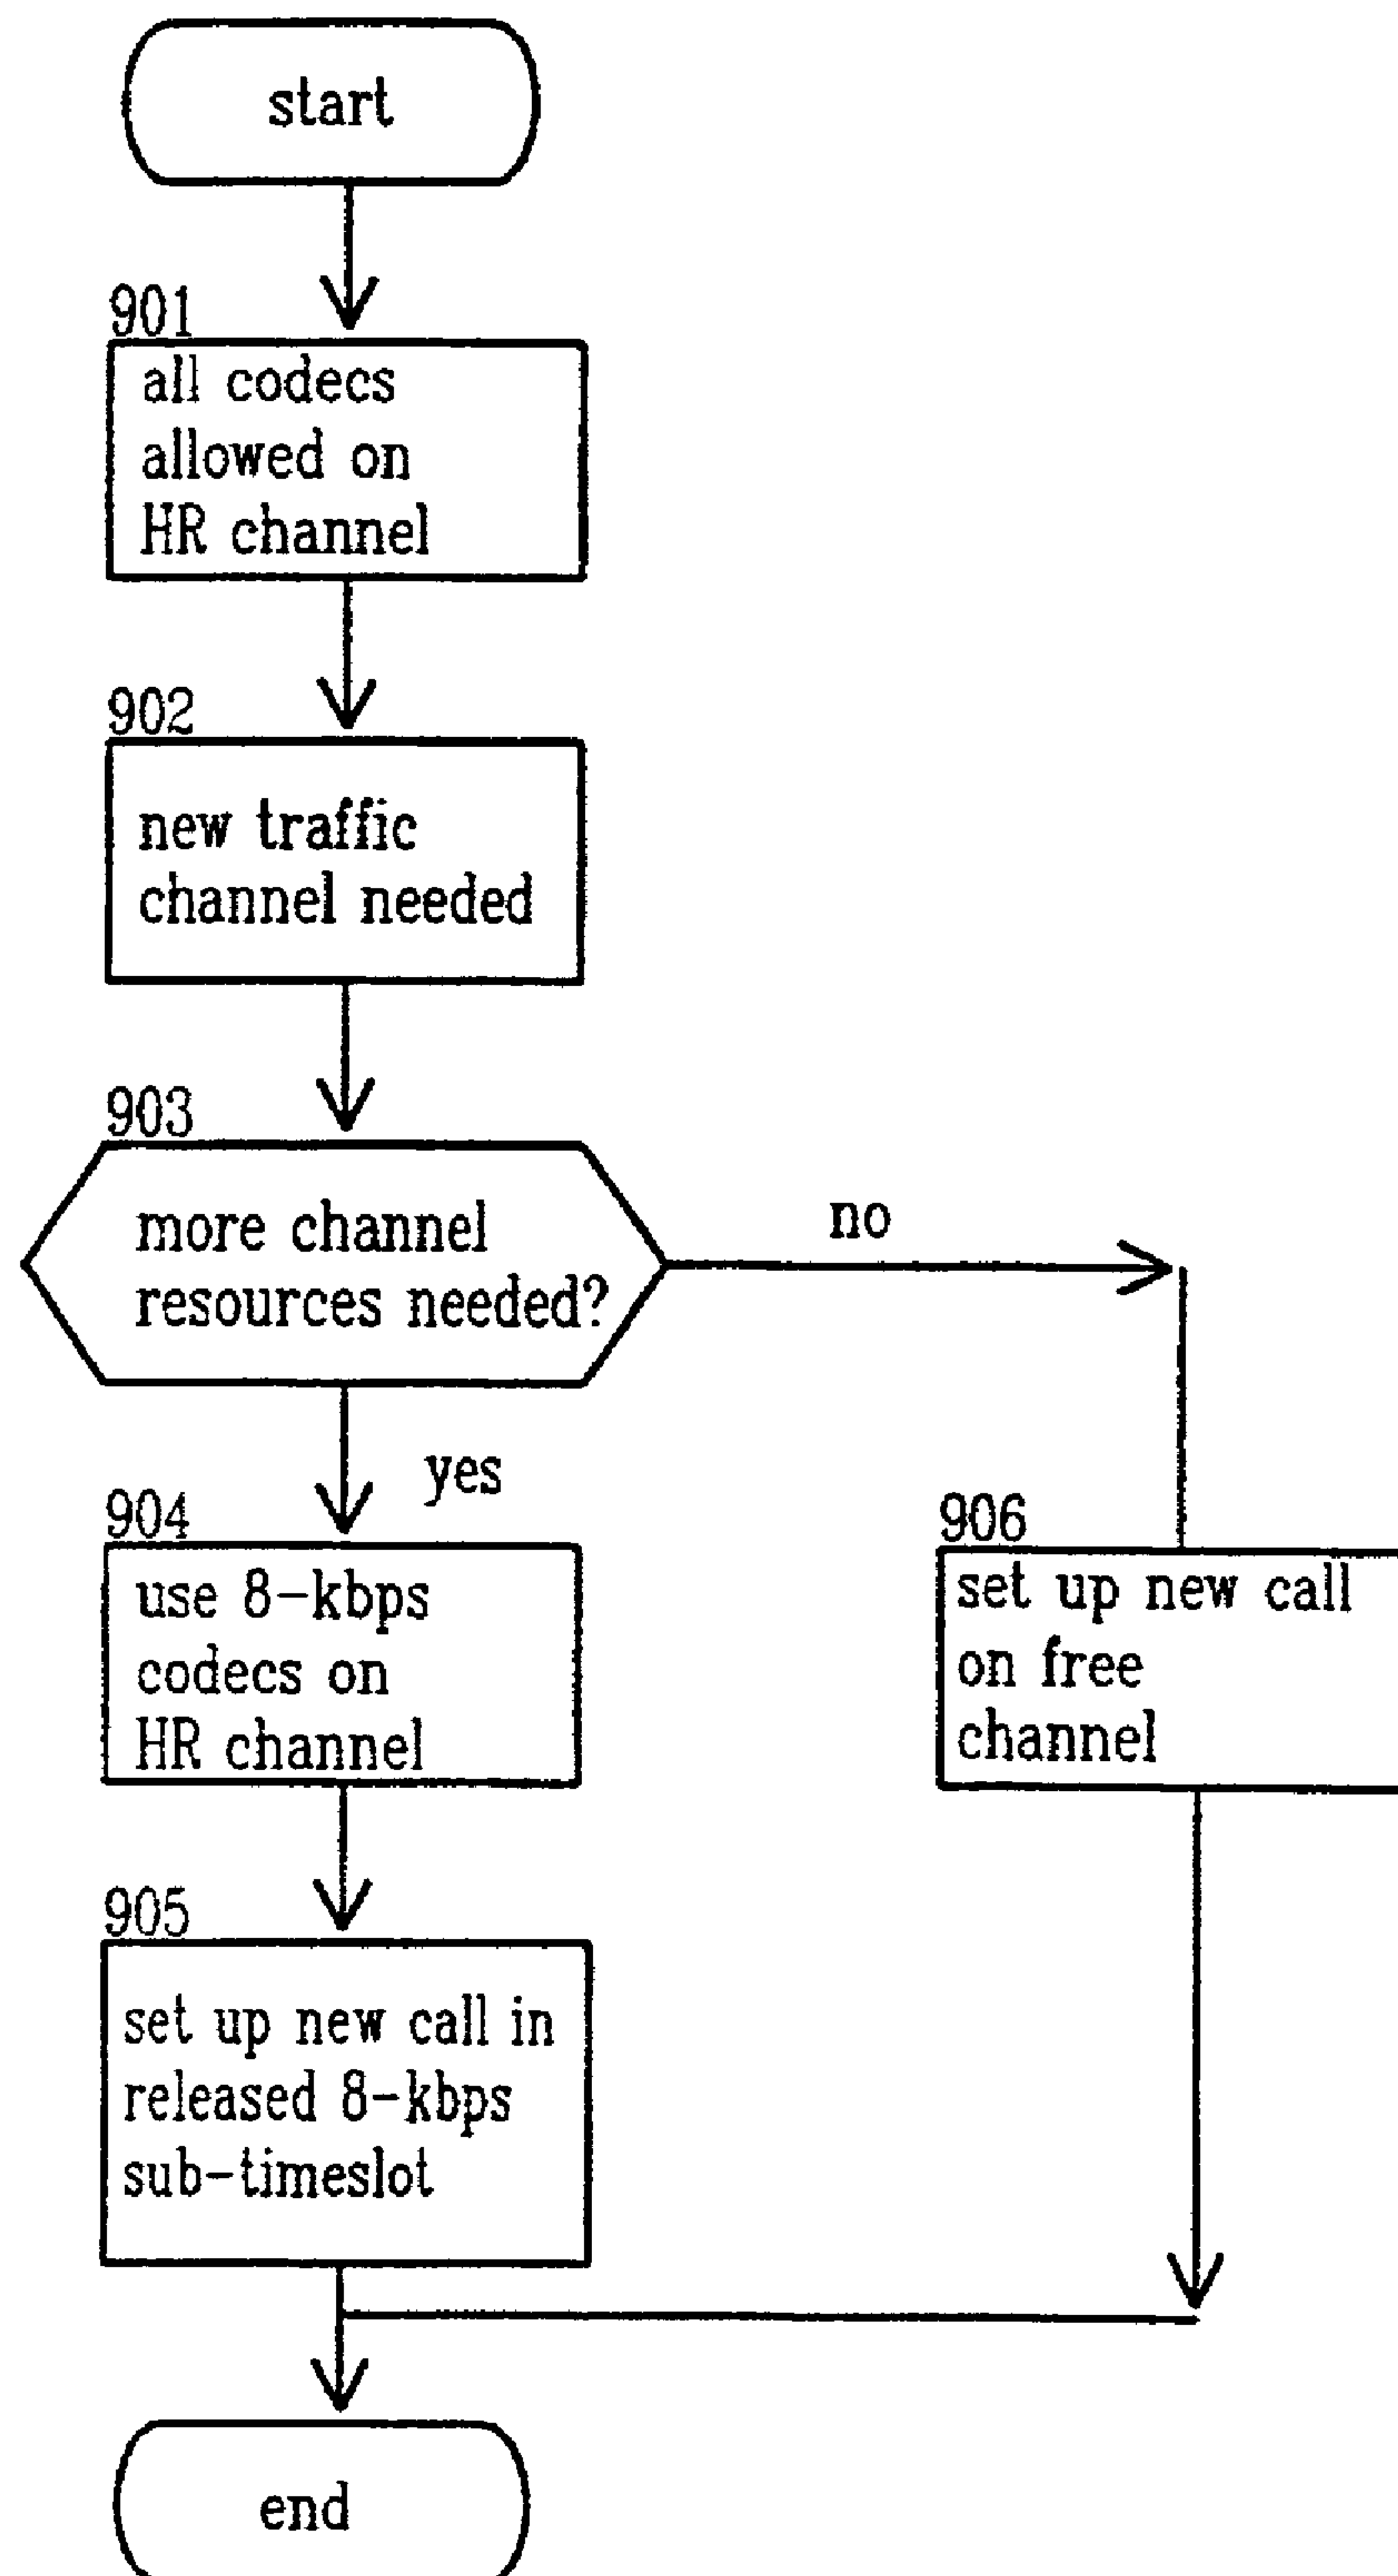 start
901
all codecs
allowed on
HR channel
902
new traffic
channel needed
903
more channel
resources needed?
no
yes
904
use 8-kbps
codecs on
HR channel
906
set up new call
on free
channel
905
set up new call in
released 8-kbps
sub-timeslot
end